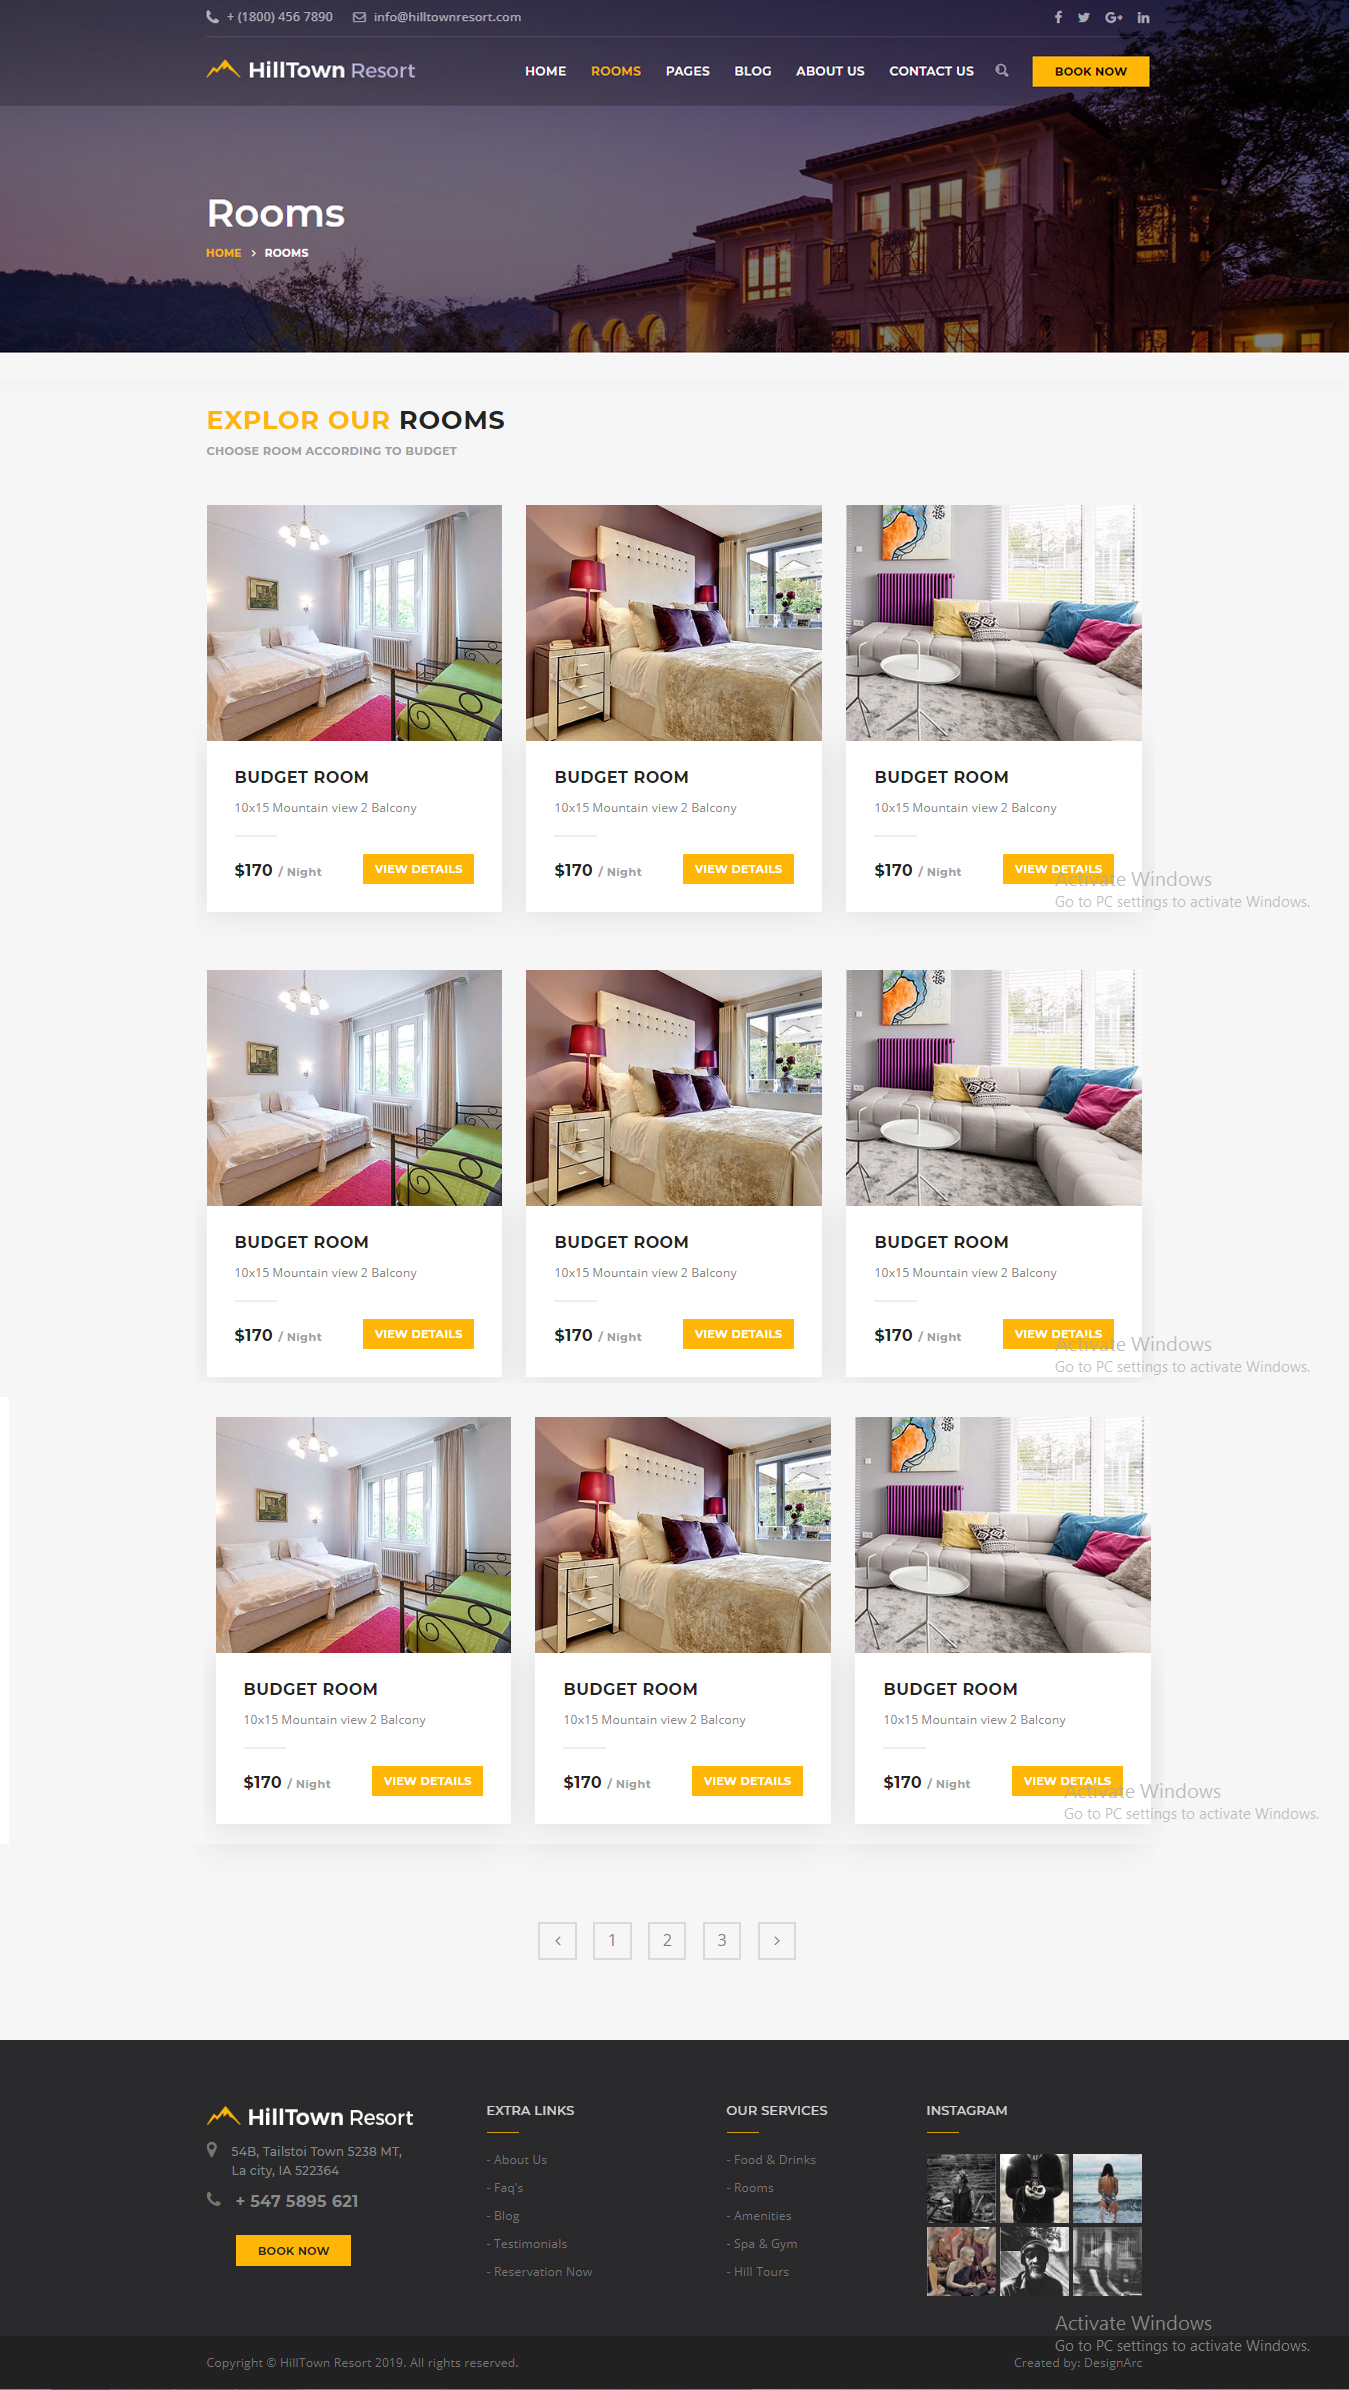 + (1800) 456 7890 info@hilltownresort.com
HillTown Resort HOME ROOMS PAGES BLOG ABOUT US CONTACT US BOOK NOW
Rooms
HOME > ROOMS
EXPLOR OUR ROOMS
CHOOSE ROOM ACCORDING TO BUDGET
BUDGET ROOM BUDGET ROOM BUDGET ROOM
10x15 Mountain view 2 Balcony 10x15 Mountain view 2 Balcony 10x15 Mountain view 2 Balcony
$170 / Night VIEW DETAILS $170 / Night VIEW DETAILS $170 / Night VIEW DETAILS
Activate Windows
Go to PC settings to activate Windows.
BUDGET ROOM BUDGET ROOM BUDGET ROOM
10x15 Mountain view 2 Balcony 10x15 Mountain view 2 Balcony 10x15 Mountain view 2 Balcony
$170 / Night VIEW DETAILS $170 / Night VIEW DETAILS $170 / Night VIEW DETAILS
Activate Windows
Go to PC settings to activate Windows.
BUDGET ROOM BUDGET ROOM BUDGET ROOM
10x15 Mountain view 2 Balcony 10x15 Mountain view 2 Balcony 10x15 Mountain view 2 Balcony
$170 / Night VIEW DETAILS $170 / Night VIEW DETAILS $170 / Night VIEW DETAILS
Activate Windows
Go to PC settings to activate Windows.
< 1 2 3 >
HillTown Resort
54B, Tailstoi Town 5238 MT,
La city, IA 522364
+ 547 5895 621
BOOK NOW
EXTRA LINKS
- About Us
- Faq's
- Blog
- Testimonials
- Reservation Now
OUR SERVICES
- Food & Drinks
- Rooms
- Amenities
- Spa & Gym
- Hill Tours
INSTAGRAM
Activate Windows
Go to PC settings to activate Windows.
Copyright © HillTown Resort 2019. All rights reserved. Created by: DesignArc